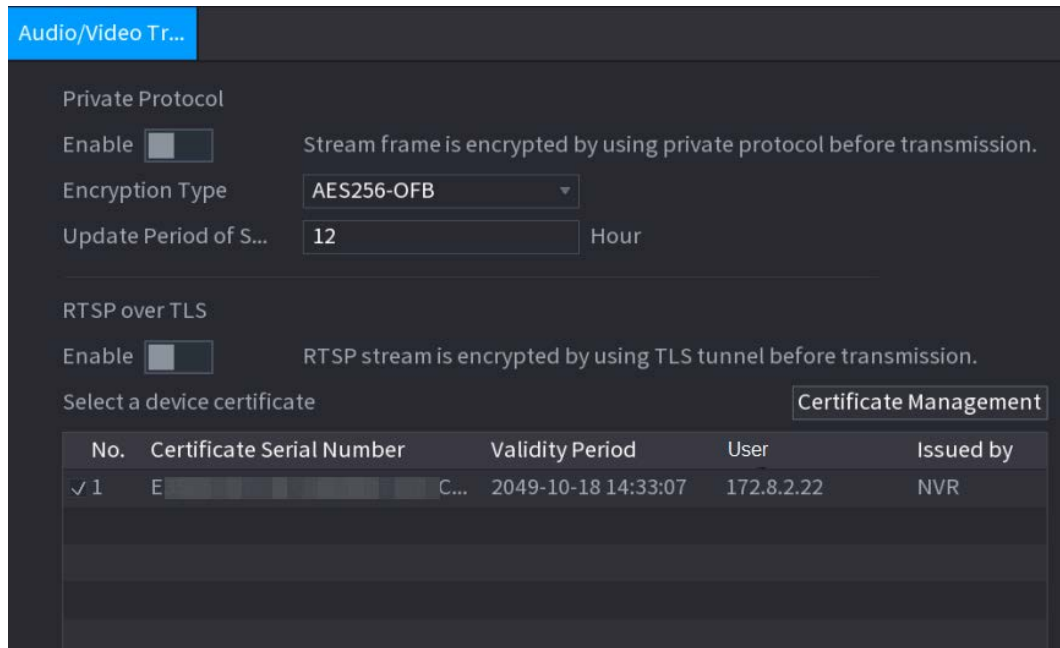 Audio/Video Tr...
Private Protocol
Enable Stream frame is encrypted by using private protocol before transmission.
Encryption Type AES256-OFB
Update Period of S... 12 Hour
RTSP over TLS
Enable RTSP stream is encrypted by using TLS tunnel before transmission.
Select a device certificate Certificate Management
No. Certificate Serial Number Validity Period User Issued by
1 E C... 2049-10-18 14:33:07 172.8.2.22 NVR